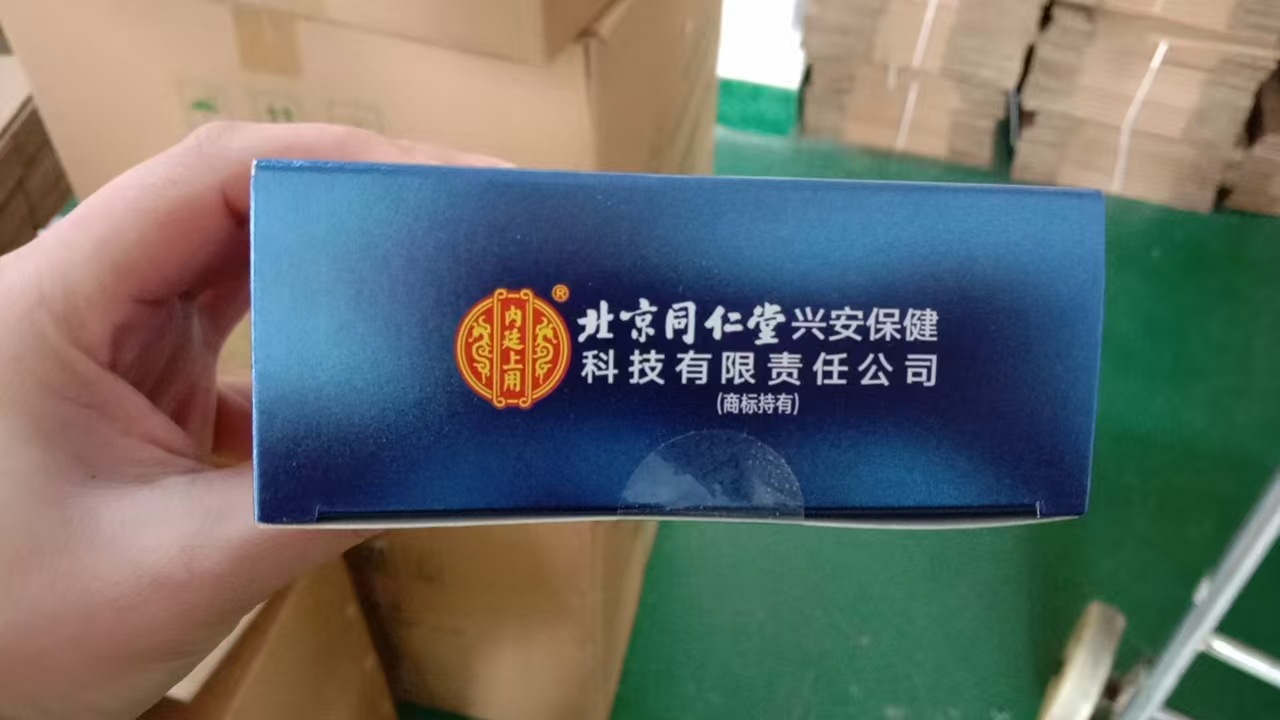 内廷上用
®
北京同仁堂兴安保健
科技有限责任公司
(商标持有)